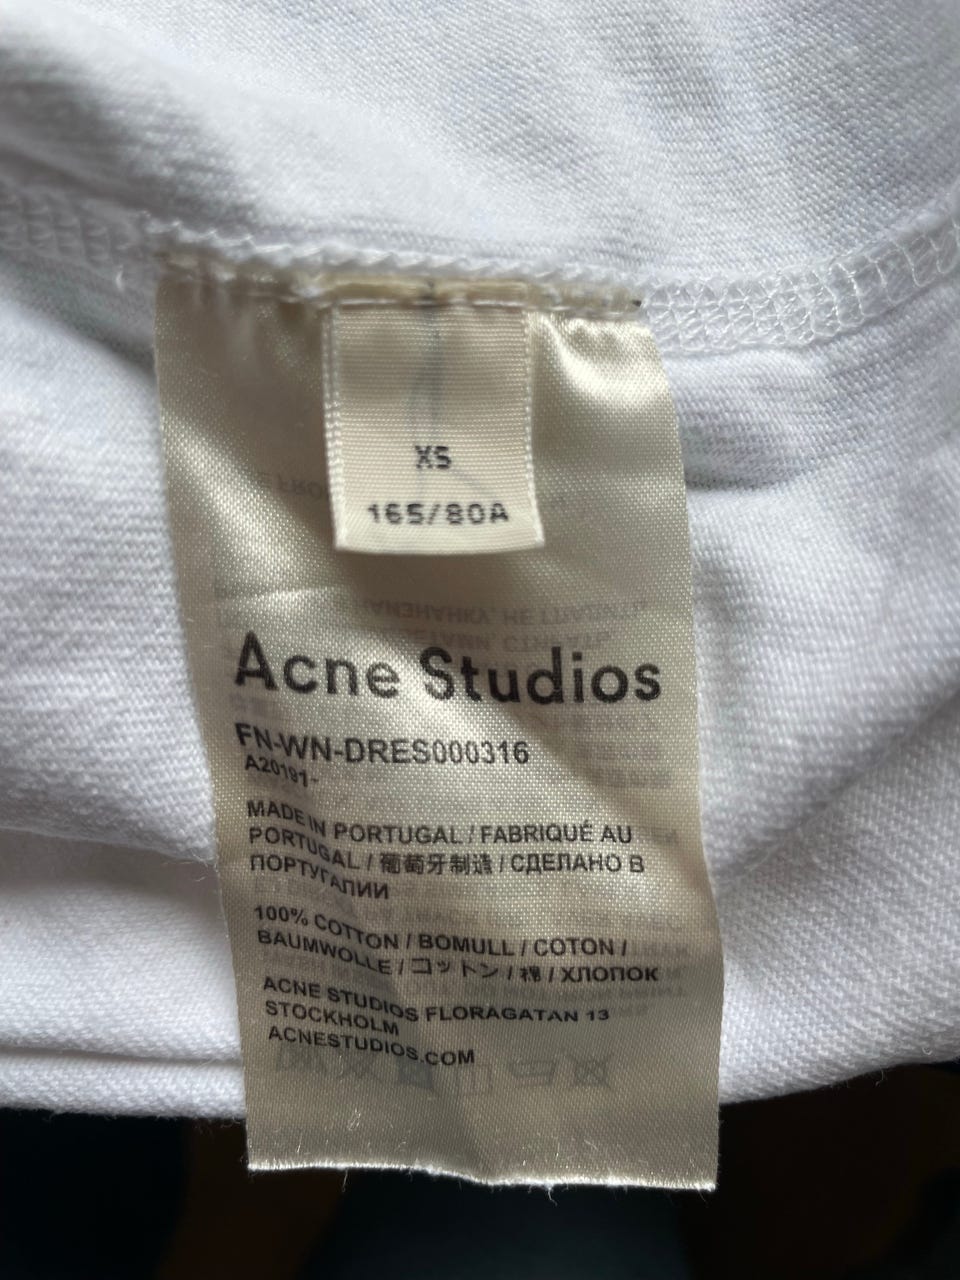 XS
165/80A
Acne Studios
FN-WN-DRES000316
A20191-
MADE IN PORTUGAL / FABRIQUÉ AU
PORTUGAL / 葡萄牙制造 / СДЕЛАНО В
ПОРТУГАЛИИ
100% COTTON / BOMULL / COTON /
BAUMWOLLE / コットン / 棉 / ХЛОПОК
ACNE STUDIOS FLORAGATAN 13
STOCKHOLM
ACNESTUDIOS.COM